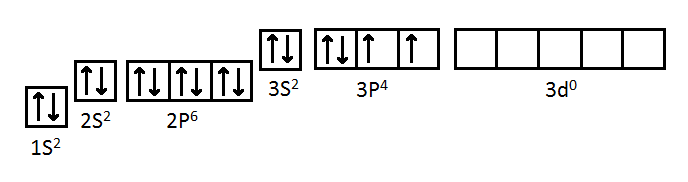 1S²
2S²
2P⁶
3S²
3P⁴
3d⁰